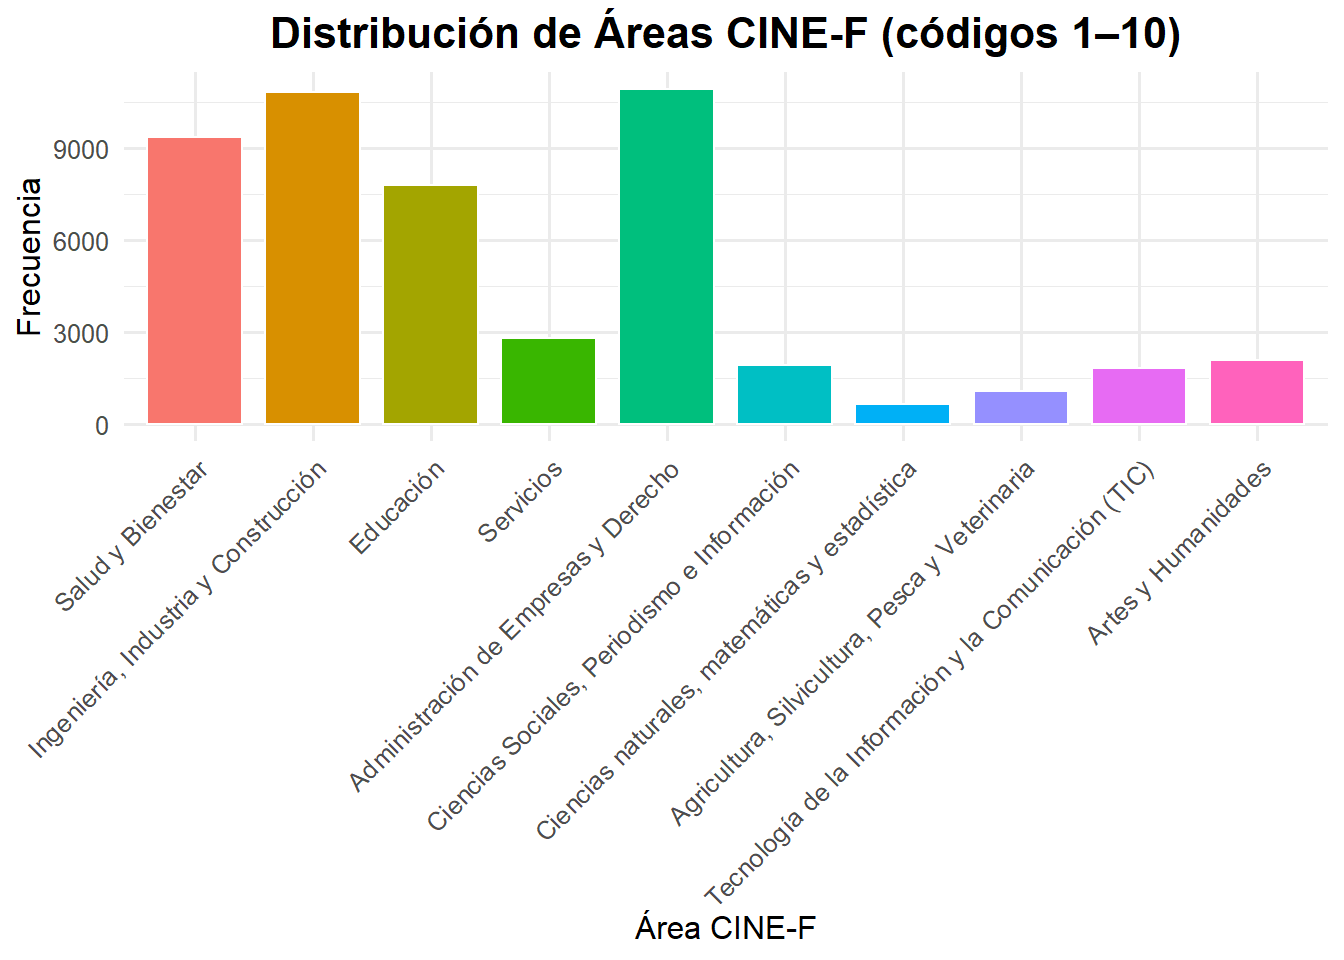 Distribución de Áreas CINE-F (códigos 1–10)
Frecuencia
9000
6000
3000
0
Salud y Bienestar
Ingeniería, Industria y Construcción
Educación
Servicios
Administración de Empresas y Derecho
Ciencias Sociales, Periodismo e Información
Ciencias naturales, matemáticas y estadística
Agricultura, Silvicultura, Pesca y Veterinaria
Tecnología de la Información y la Comunicación (TIC)
Artes y Humanidades
Área CINE-F